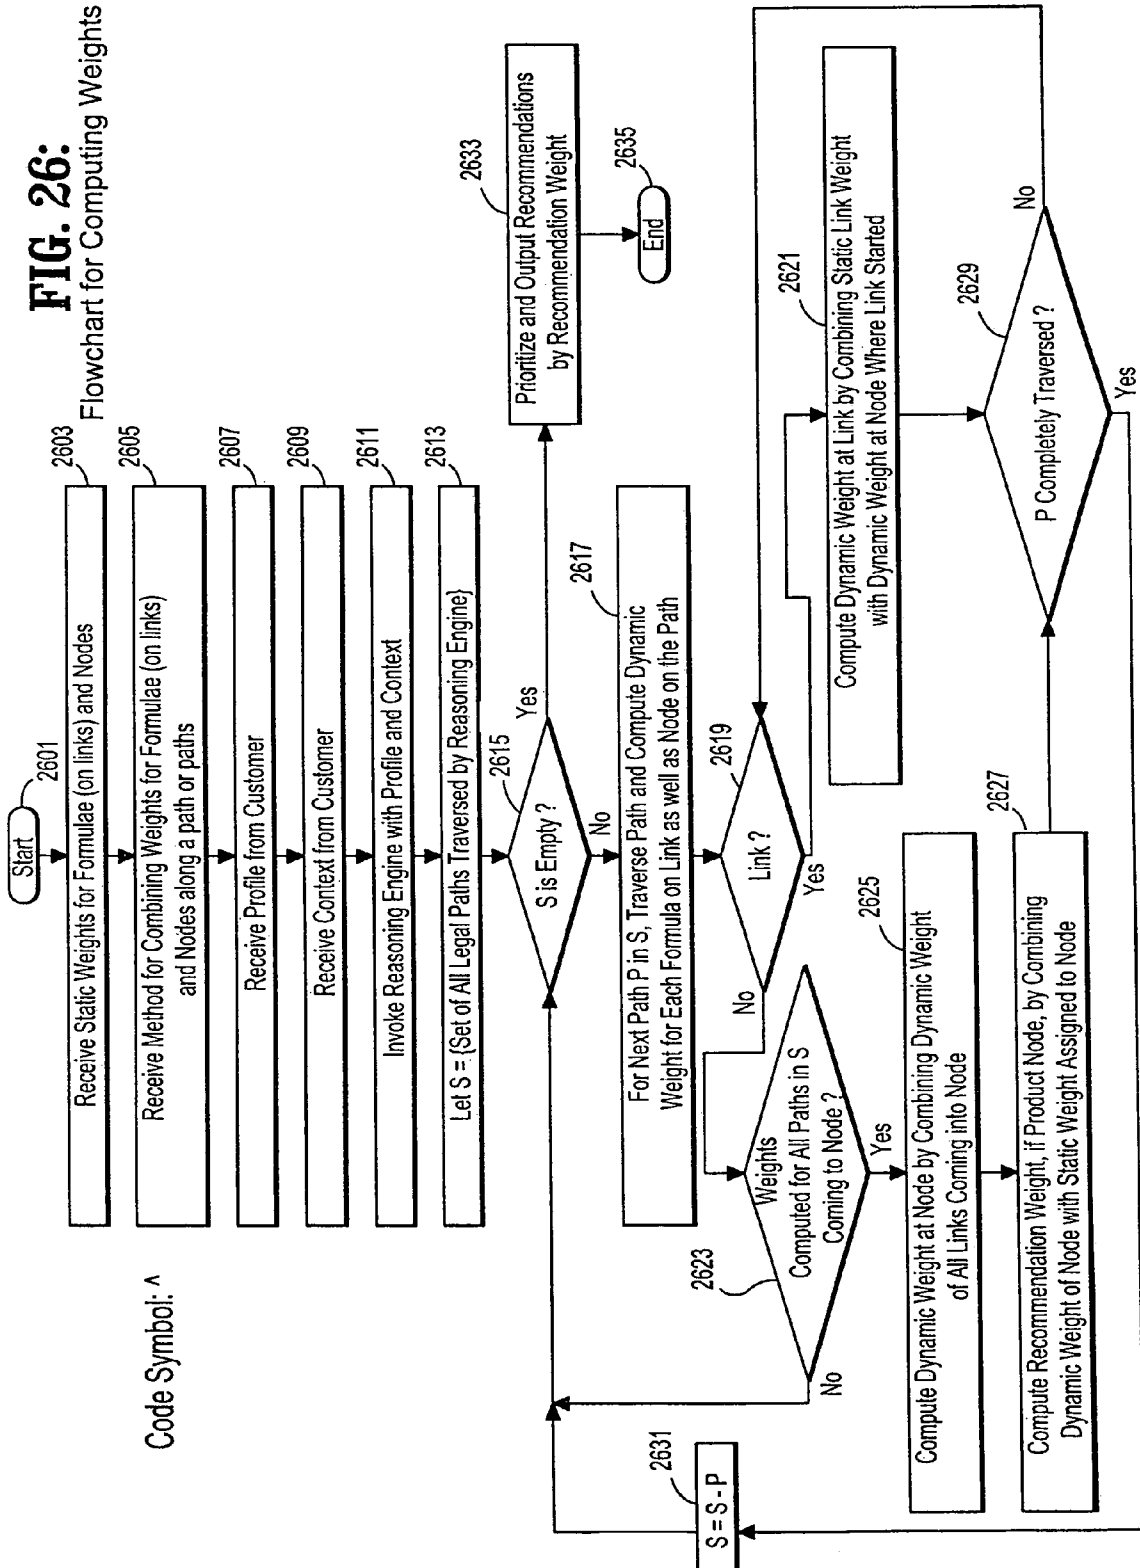 FIG. 26:
Flowchart for Computing Weights
Code Symbol: ^
Start
2601
Receive Static Weights for Formulae (on links) and Nodes
2603
Receive Method for Combining Weights for Formulae (on links)
and Nodes along a path or paths
2605
Receive Profile from Customer
2607
Receive Context from Customer
2609
Invoke Reasoning Engine with Profile and Context
2611
Let S = {Set of All Legal Paths Traversed by Reasoning Engine}
2613
S is Empty ?
2615
Yes
No
Prioritize and Output Recommendations
by Recommendation Weight
2633
End
2635
For Next Path P in S, Traverse Path and Compute Dynamic
Weight for Each Formula on Link as well as Node on the Path
2617
Link ?
2619
No
Yes
Compute Dynamic Weight at Link by Combining Static Link Weight
with Dynamic Weight at Node Where Link Started
2621
Weights
Computed for All Paths in S
Coming to Node ?
2623
No
Yes
Compute Dynamic Weight at Node by Combining Dynamic Weight
of All Links Coming into Node
2625
Compute Recommendation Weight, if Product Node, by Combining
Dynamic Weight of Node with Static Weight Assigned to Node
2627
P Completely Traversed ?
2629
No
Yes
S = S - P
2631